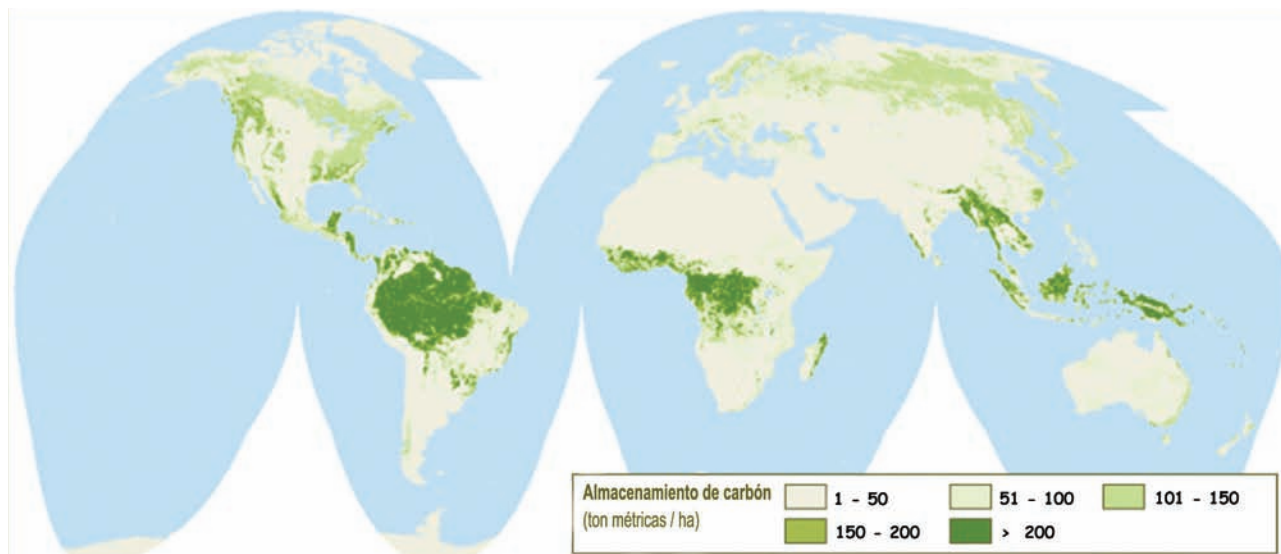 Almacenamiento de carbón
(ton métricas / ha)
1 - 50
51 - 100
101 - 150
150 - 200
> 200